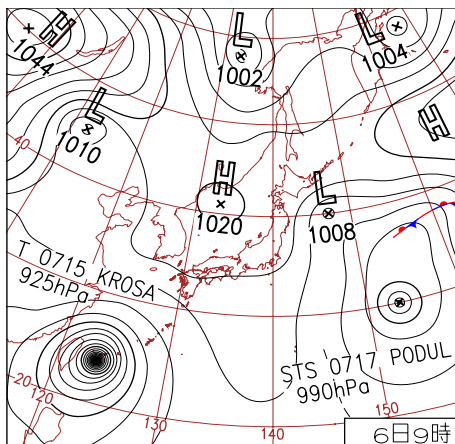 H
1044
L
1002
L
1004
L
1010
H
H
1020
L
1008
40
T 0715 KROSA
925hPa
STS 0717 PODUL
990hPa
20
120
130
140
150
6日9時